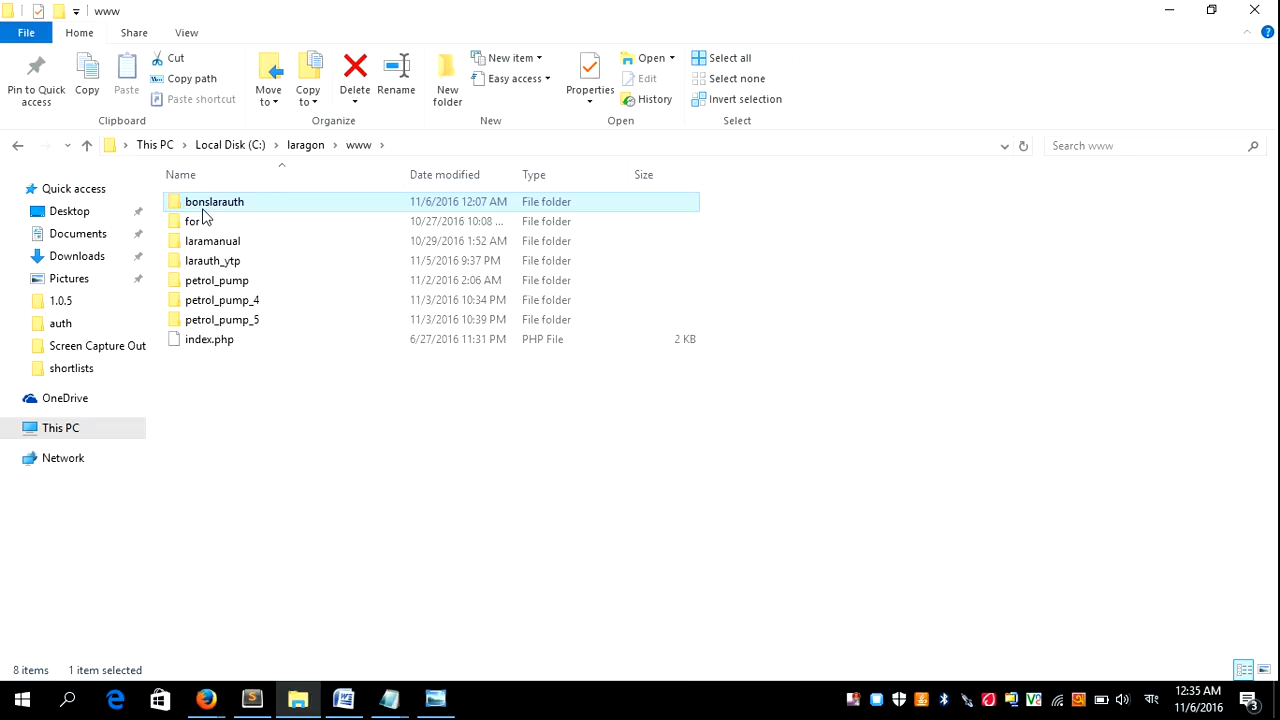 www
File Home Share View
Pin to Quick access
Copy
Paste
Cut
Copy path
Paste shortcut
Clipboard
Move to
Copy to
Delete
Rename
Organize
New folder
New item
Easy access
New
Properties
Open
Edit
History
Open
Select all
Select none
Invert selection
Select
This PC Local Disk (C:) laragon www
Search www
Name Date modified Type Size
bonslarauth 11/6/2016 12:07 AM File folder
for 10/27/2016 10:08 ... File folder
laramanual 10/29/2016 1:52 AM File folder
larauth_ytp 11/5/2016 9:37 PM File folder
petrol_pump 11/2/2016 2:06 AM File folder
petrol_pump_4 11/3/2016 10:34 PM File folder
petrol_pump_5 11/3/2016 10:39 PM File folder
index.php 6/27/2016 11:31 PM PHP File 2 KB
Quick access
Desktop
Documents
Downloads
Pictures
1.0.5
auth
Screen Capture Out
shortlists
OneDrive
This PC
Network
8 items 1 item selected
বাং
12:35 AM
11/6/2016
3